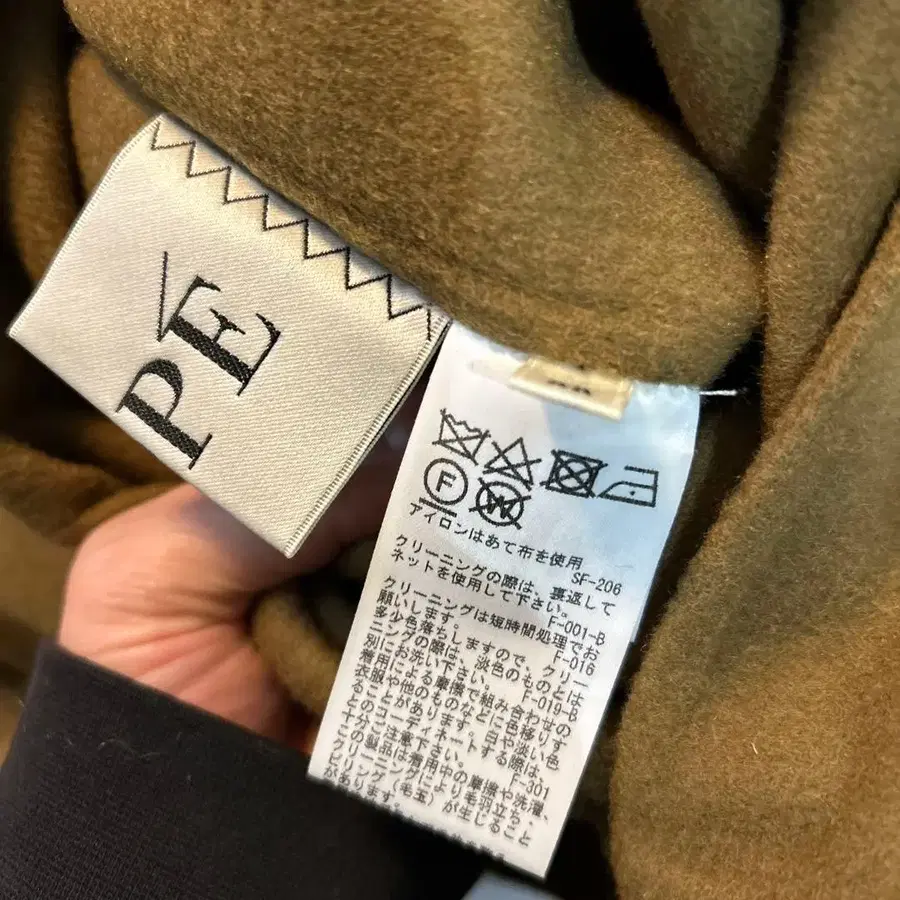 PÉ
F
W
アイロンはあて布を使用
SF-206
クリーニングの際は、裏返して
ネットを使用して下さい。
F-001-B
クリーニングは短時間処理でお
願いします。
F-016
多少色落ちしますので、クリー
ニングの際は、淡色のものとは
別にお洗い下さい。
F-019-B
着用による摩擦などで組み合わせの
衣服や他のものに色移りす
ることがあります。白や淡い色
とのコーディネートする際は、
十分ご注意下さい。
F-301
この製品は着用中の摩擦や洗濯、
クリーニングにより毛羽立ち
ピリング(毛玉)が生じること
があります。